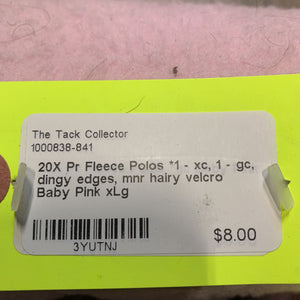 The Tack Collector
1000838-841
20X Pr Fleece Polos *1 - xc, 1 - gc,
dingy edges, mnr hairy velcro
Baby Pink xLg
3YUTNJ
$8.00